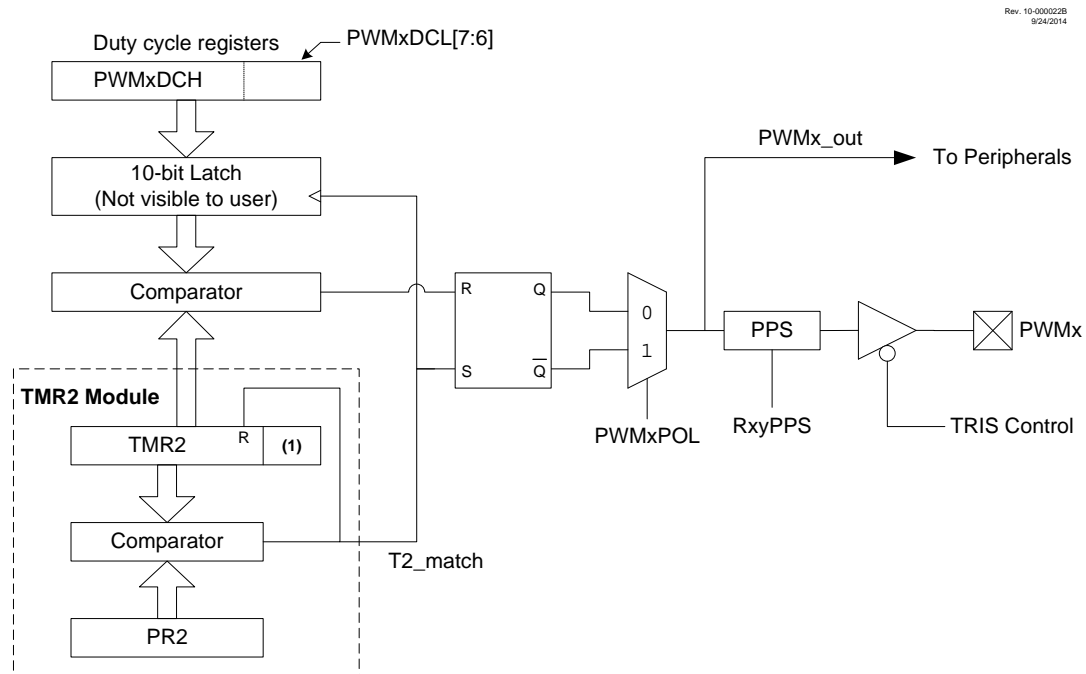 Rev. 10-000022B
9/24/2014
Duty cycle registers
PWMxDCL[7:6]
PWMxDCH
10-bit Latch
(Not visible to user)
Comparator
R
Q
S
Q
0
1
PWMxPOL
PWMx_out
To Peripherals
PPS
RxyPPS
PWMx
TRIS Control
TMR2 Module
TMR2
R
(1)
Comparator
T2_match
PR2